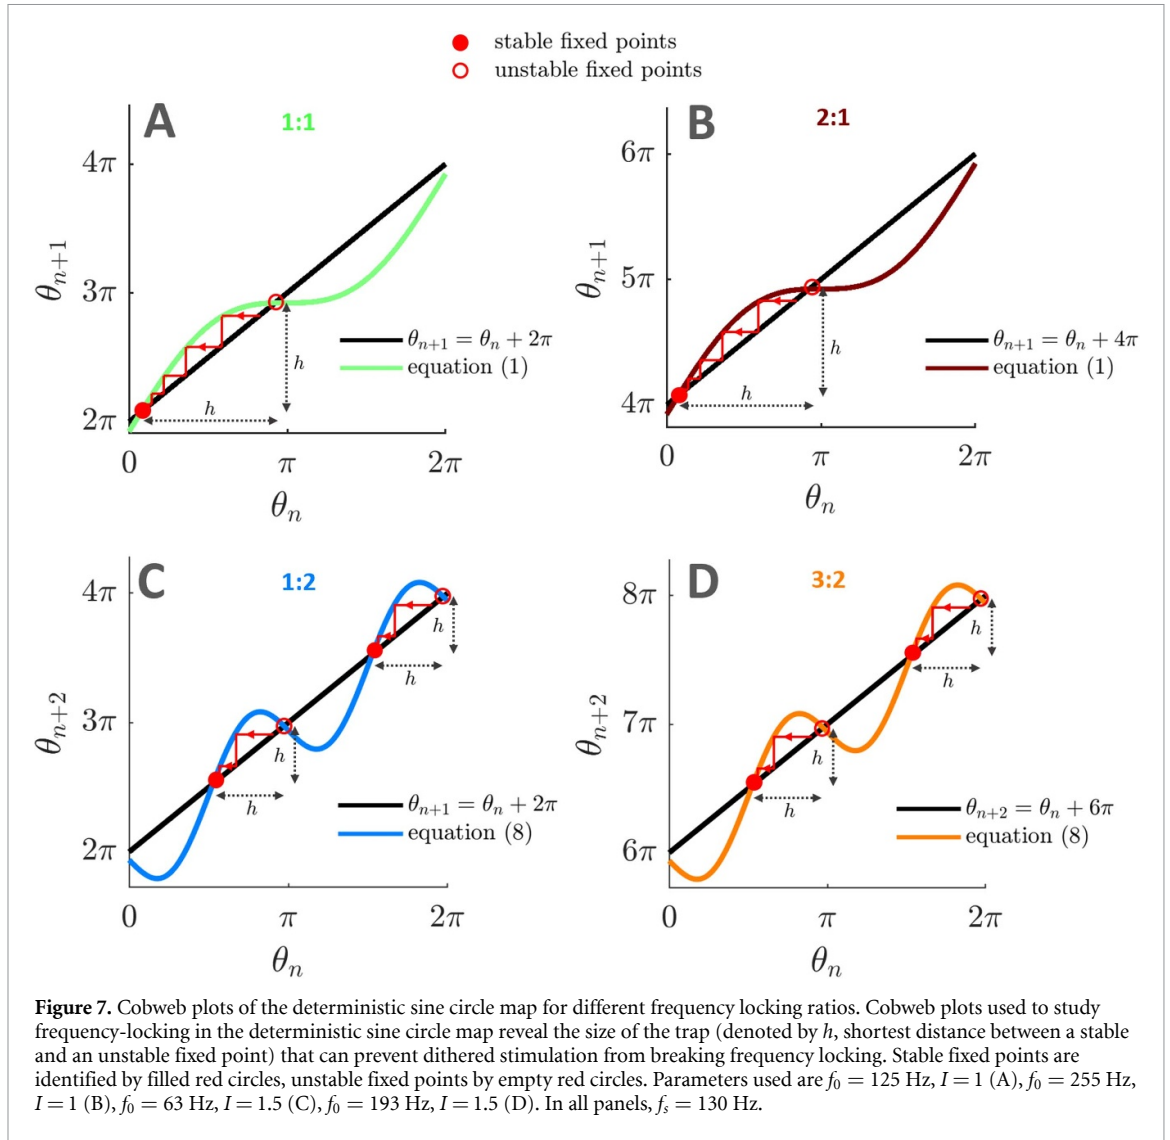 stable fixed points
unstable fixed points
A
1:1
4π
3π
2π
θn+1
h
h
θn+1 = θn + 2π
equation (1)
0
π
2π
θn
B
2:1
6π
5π
4π
θn+1
h
h
θn+1 = θn + 4π
equation (1)
0
π
2π
θn
C
1:2
4π
3π
2π
θn+2
h
h
h
h
θn+1 = θn + 2π
equation (8)
0
π
2π
θn
D
3:2
8π
7π
6π
θn+2
h
h
h
h
θn+2 = θn + 6π
equation (8)
0
π
2π
θn
Figure 7. Cobweb plots of the deterministic sine circle map for different frequency locking ratios. Cobweb plots used to study
frequency-locking in the deterministic sine circle map reveal the size of the trap (denoted by h, shortest distance between a stable
and an unstable fixed point) that can prevent dithered stimulation from breaking frequency locking. Stable fixed points are
identified by filled red circles, unstable fixed points by empty red circles. Parameters used are f0 = 125 Hz, I = 1 (A), f0 = 255 Hz,
I = 1 (B), f0 = 63 Hz, I = 1.5 (C), f0 = 193 Hz, I = 1.5 (D). In all panels, fs = 130 Hz.